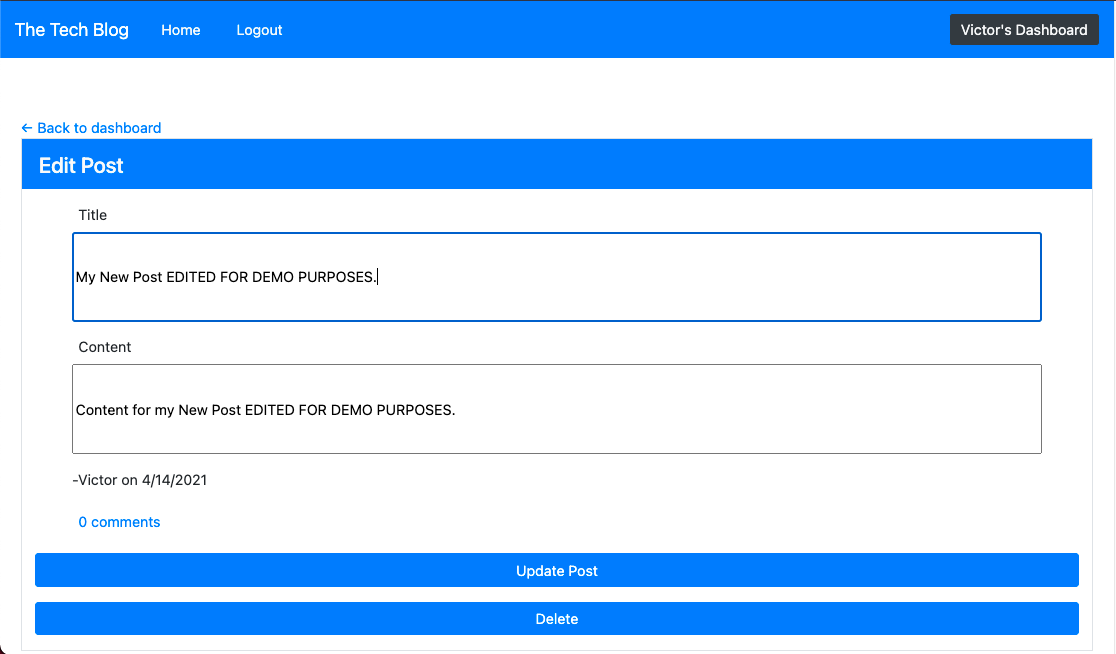 The Tech Blog Home Logout Victor's Dashboard
← Back to dashboard
Edit Post
Title
My New Post EDITED FOR DEMO PURPOSES.
Content
Content for my New Post EDITED FOR DEMO PURPOSES.
-Victor on 4/14/2021
0 comments
Update Post
Delete